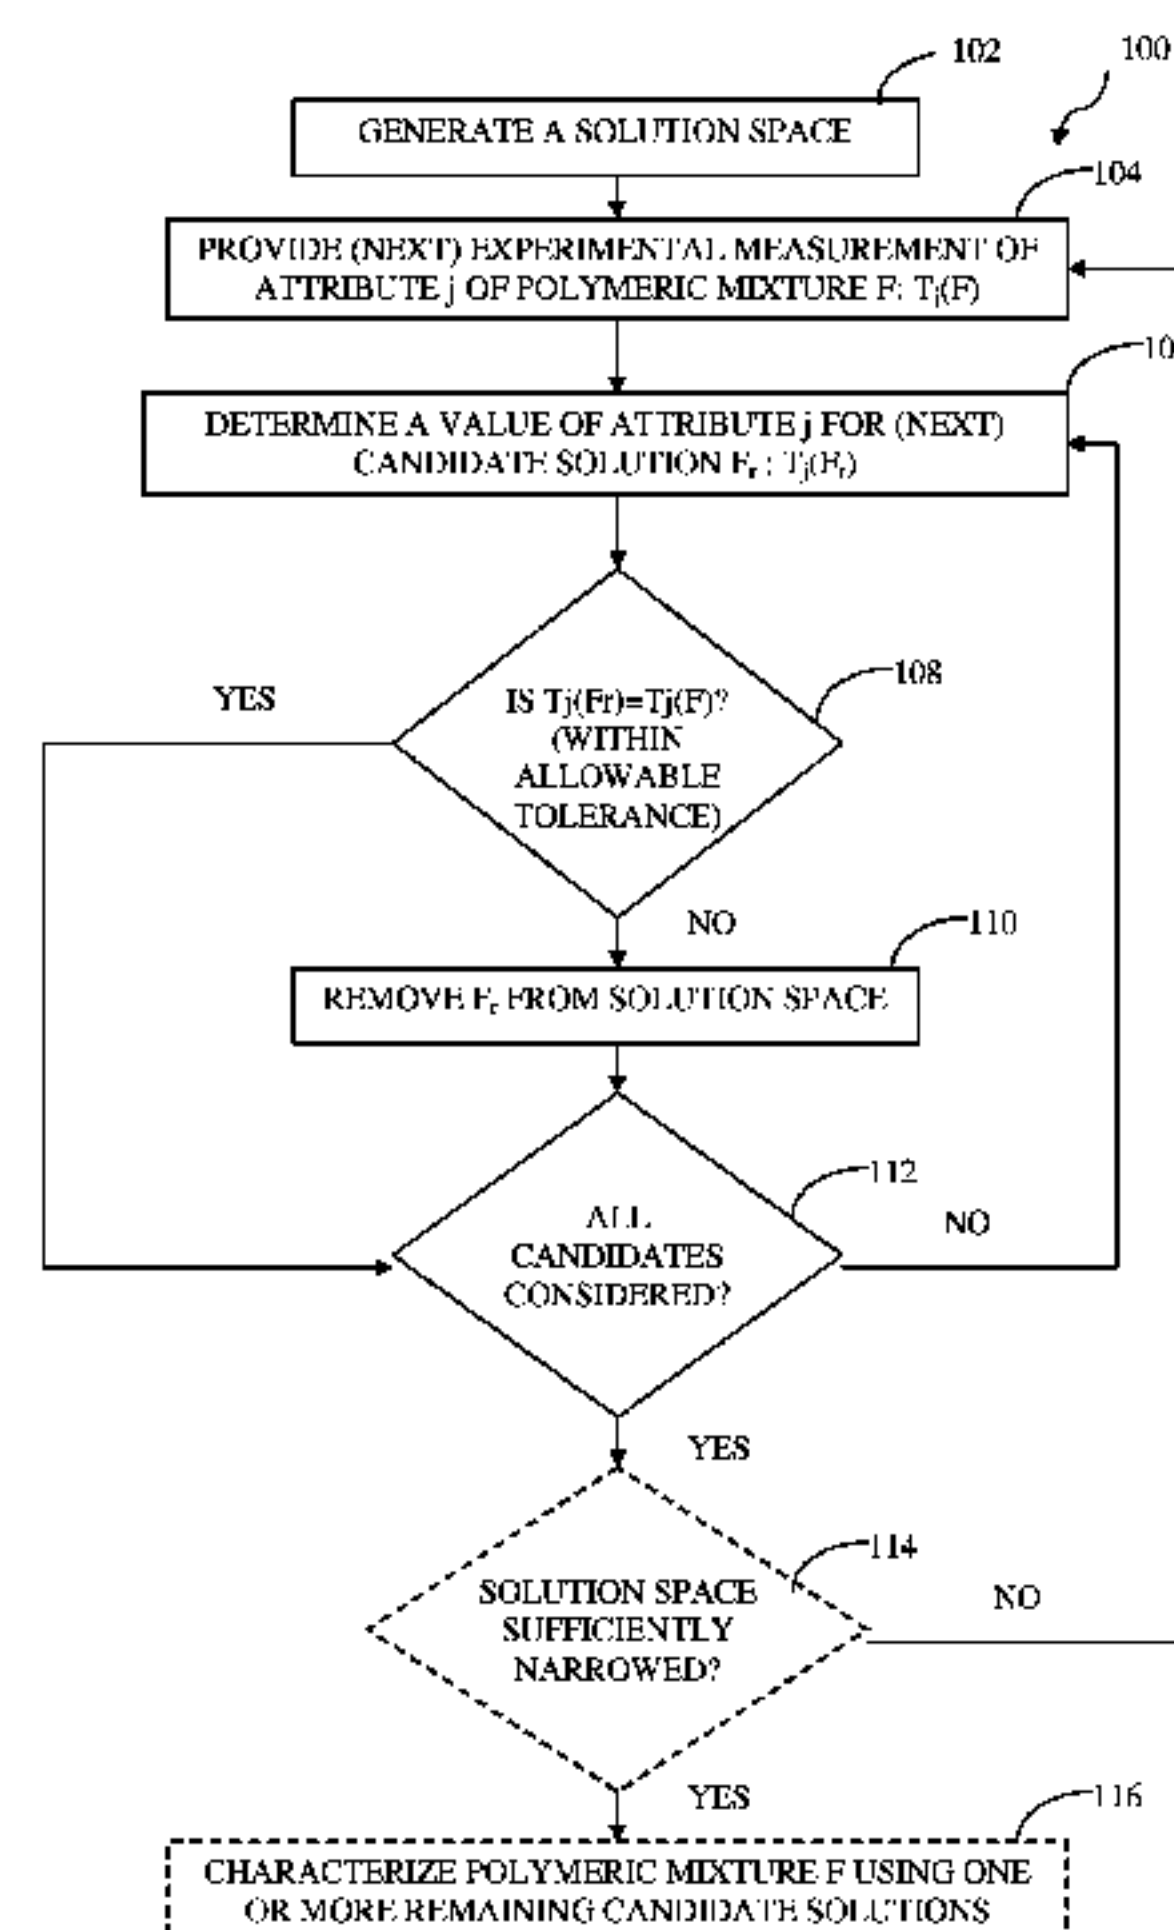 102
100
GENERATE A SOLUTION SPACE
104
PROVIDE (NEXT) EXPERIMENTAL MEASUREMENT OF
ATTRIBUTE j OF POLYMERIC MIXTURE F: Tj(F)
10
DETERMINE A VALUE OF ATTRIBUTE j FOR (NEXT)
CANDIDATE SOLUTION Fr : Tj(Fr)
108
YES
IS Tj(Fr)=Tj(F)?
(WITHIN
ALLOWABLE
TOLERANCE)
NO
110
REMOVE Fr FROM SOLUTION SPACE
112
ALL
CANDIDATES
CONSIDERED?
NO
YES
114
SOLUTION SPACE
SUFFICIENTLY
NARROWED?
NO
YES
116
CHARACTERIZE POLYMERIC MIXTURE F USING ONE
OR MORE REMAINING CANDIDATE SOLUTIONS